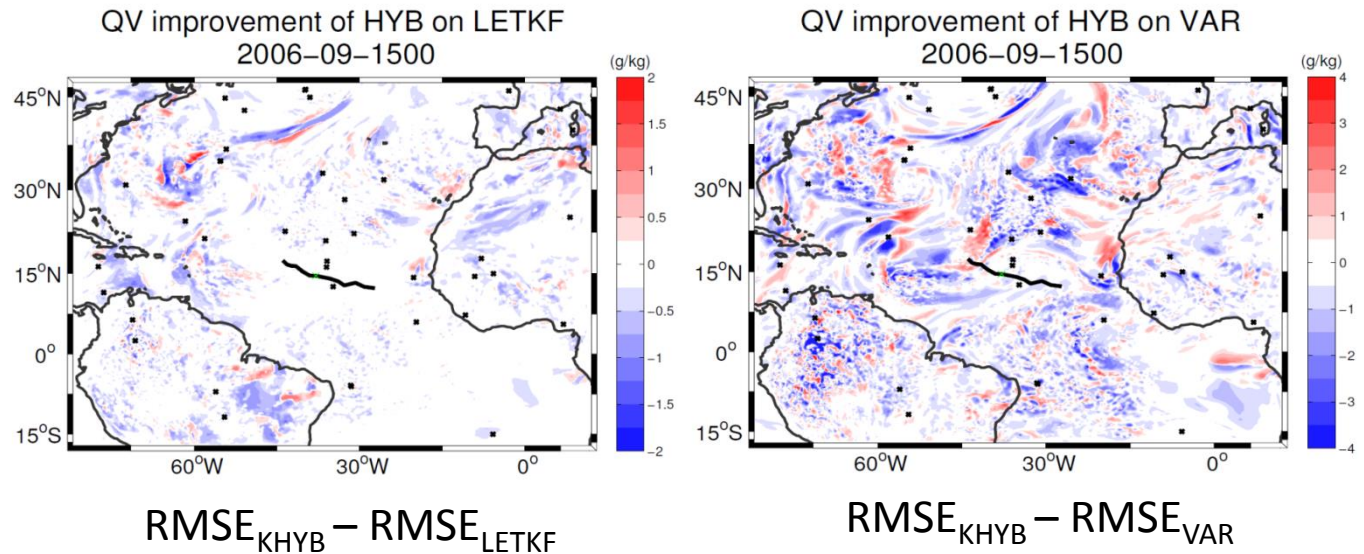 QV improvement of HYB on LETKF
2006−09−1500
(g/kg)
2
1.5
1
0.5
0
−0.5
−1
−1.5
−2
45°N
30°N
15°N
0°
15°S
60°W
30°W
0°
RMSE_KHYB – RMSE_LETKF
QV improvement of HYB on VAR
2006−09−1500
(g/kg)
4
3
2
1
0
−1
−2
−3
−4
45°N
30°N
15°N
0°
15°S
60°W
30°W
0°
RMSE_KHYB – RMSE_VAR